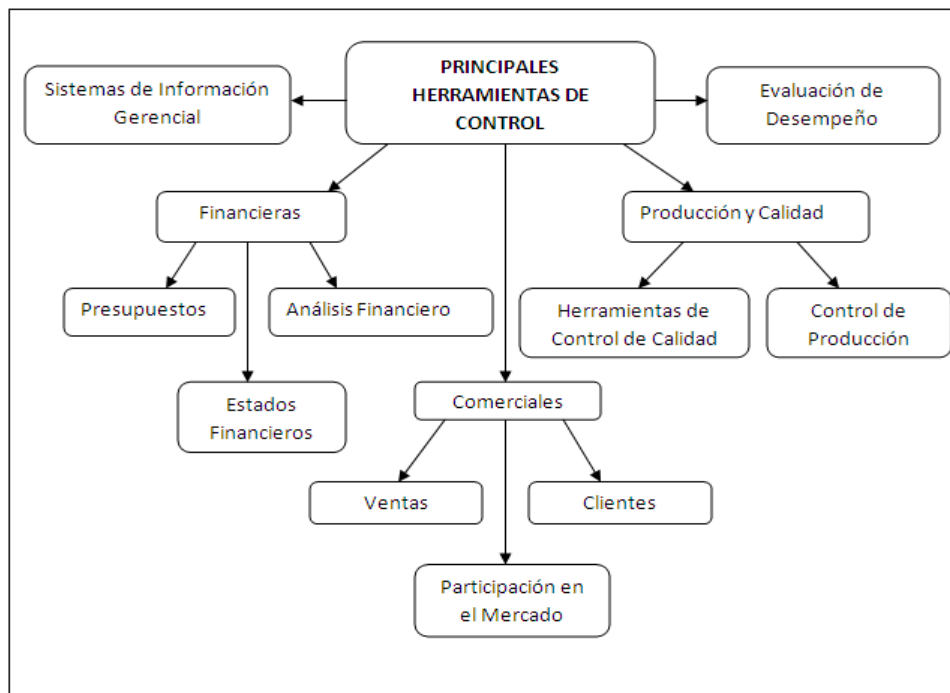 PRINCIPALES
HERRAMIENTAS DE
CONTROL
Sistemas de Información
Gerencial
Evaluación de
Desempeño
Financieras
Producción y Calidad
Presupuestos
Análisis Financiero
Herramientas de
Control de Calidad
Control de
Producción
Estados
Financieros
Comerciales
Ventas
Clientes
Participación en
el Mercado